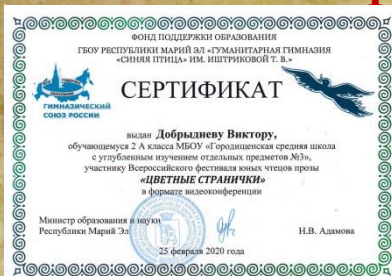 ФОНД ПОДДЕРЖКИ ОБРАЗОВАНИЯ
ГБОУ РЕСПУБЛИКИ МАРИЙ ЭЛ «ГУМАНИТАРНАЯ ГИМНАЗИЯ
«СИНЯЯ ПТИЦА» ИМ. ИШТРИКОВОЙ Т. В.»
СЕРТИФИКАТ
ГИМНАЗИЧЕСКИЙ
СОЮЗ РОССИИ
выдан Добрыдневу Виктору,
обучающемуся 2 А класса МБОУ «Городищенская средняя школа
с углубленным изучением отдельных предметов №3»,
участнику Всероссийского фестиваля юных чтецов прозы
«ЦВЕТНЫЕ СТРАНИЧКИ»
в формате видеоконференции
Министр образования и науки
Республики Марий Эл
Н.В. Адамова
25 февраля 2020 года